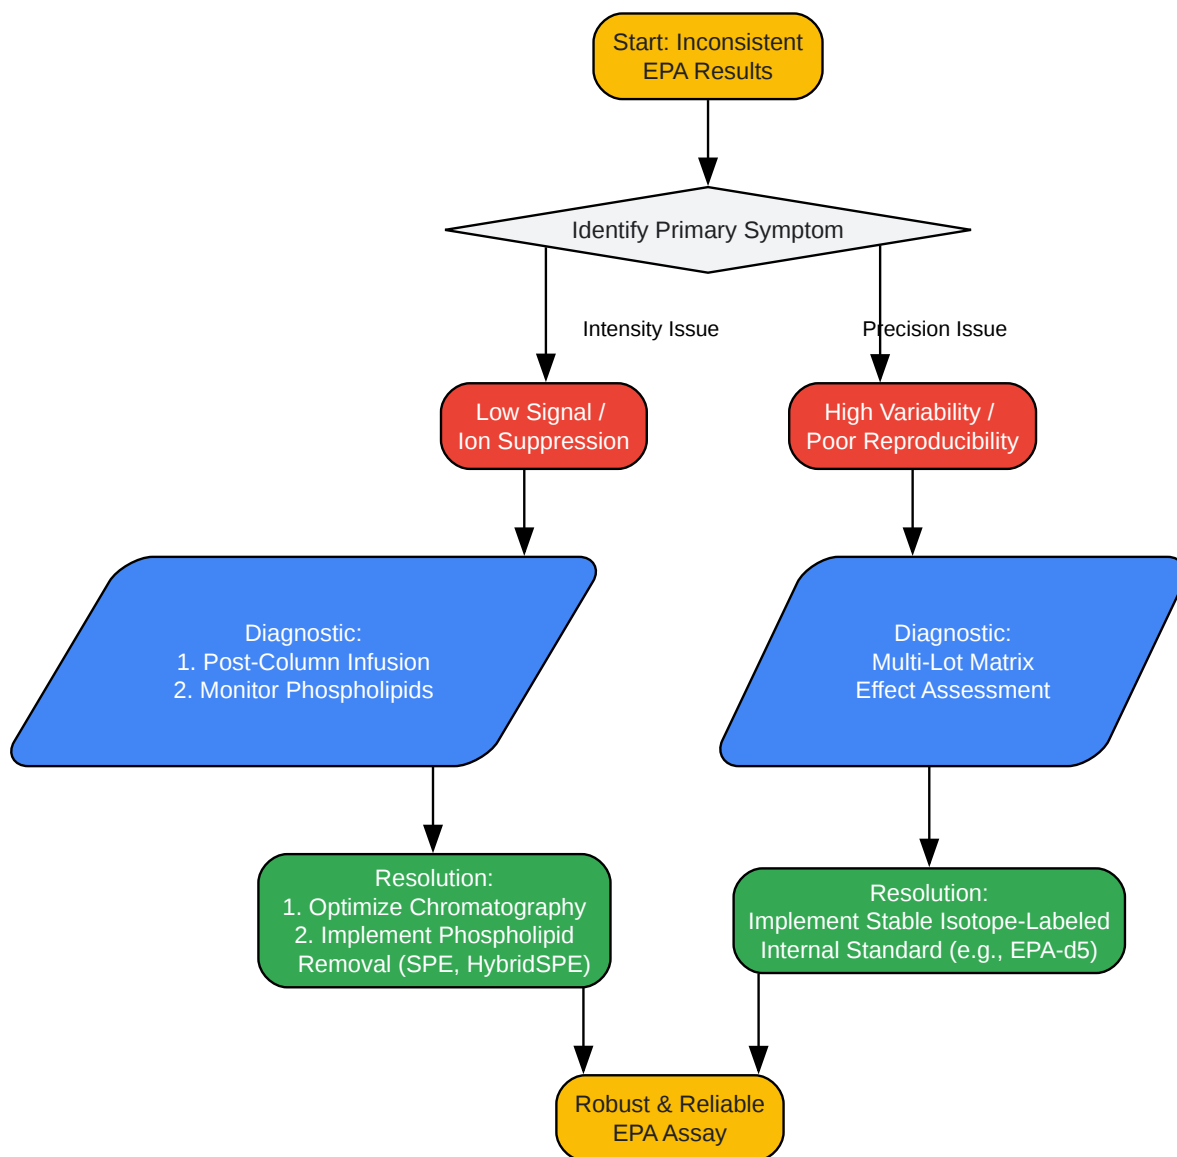 Start: Inconsistent
EPA Results
Identify Primary Symptom
Intensity Issue
Precision Issue
Low Signal /
Ion Suppression
High Variability /
Poor Reproducibility
Diagnostic:
1. Post-Column Infusion
2. Monitor Phospholipids
Diagnostic:
Multi-Lot Matrix
Effect Assessment
Resolution:
1. Optimize Chromatography
2. Implement Phospholipid
Removal (SPE, HybridSPE)
Resolution:
Implement Stable Isotope-Labeled
Internal Standard (e.g., EPA-d5)
Robust & Reliable
EPA Assay